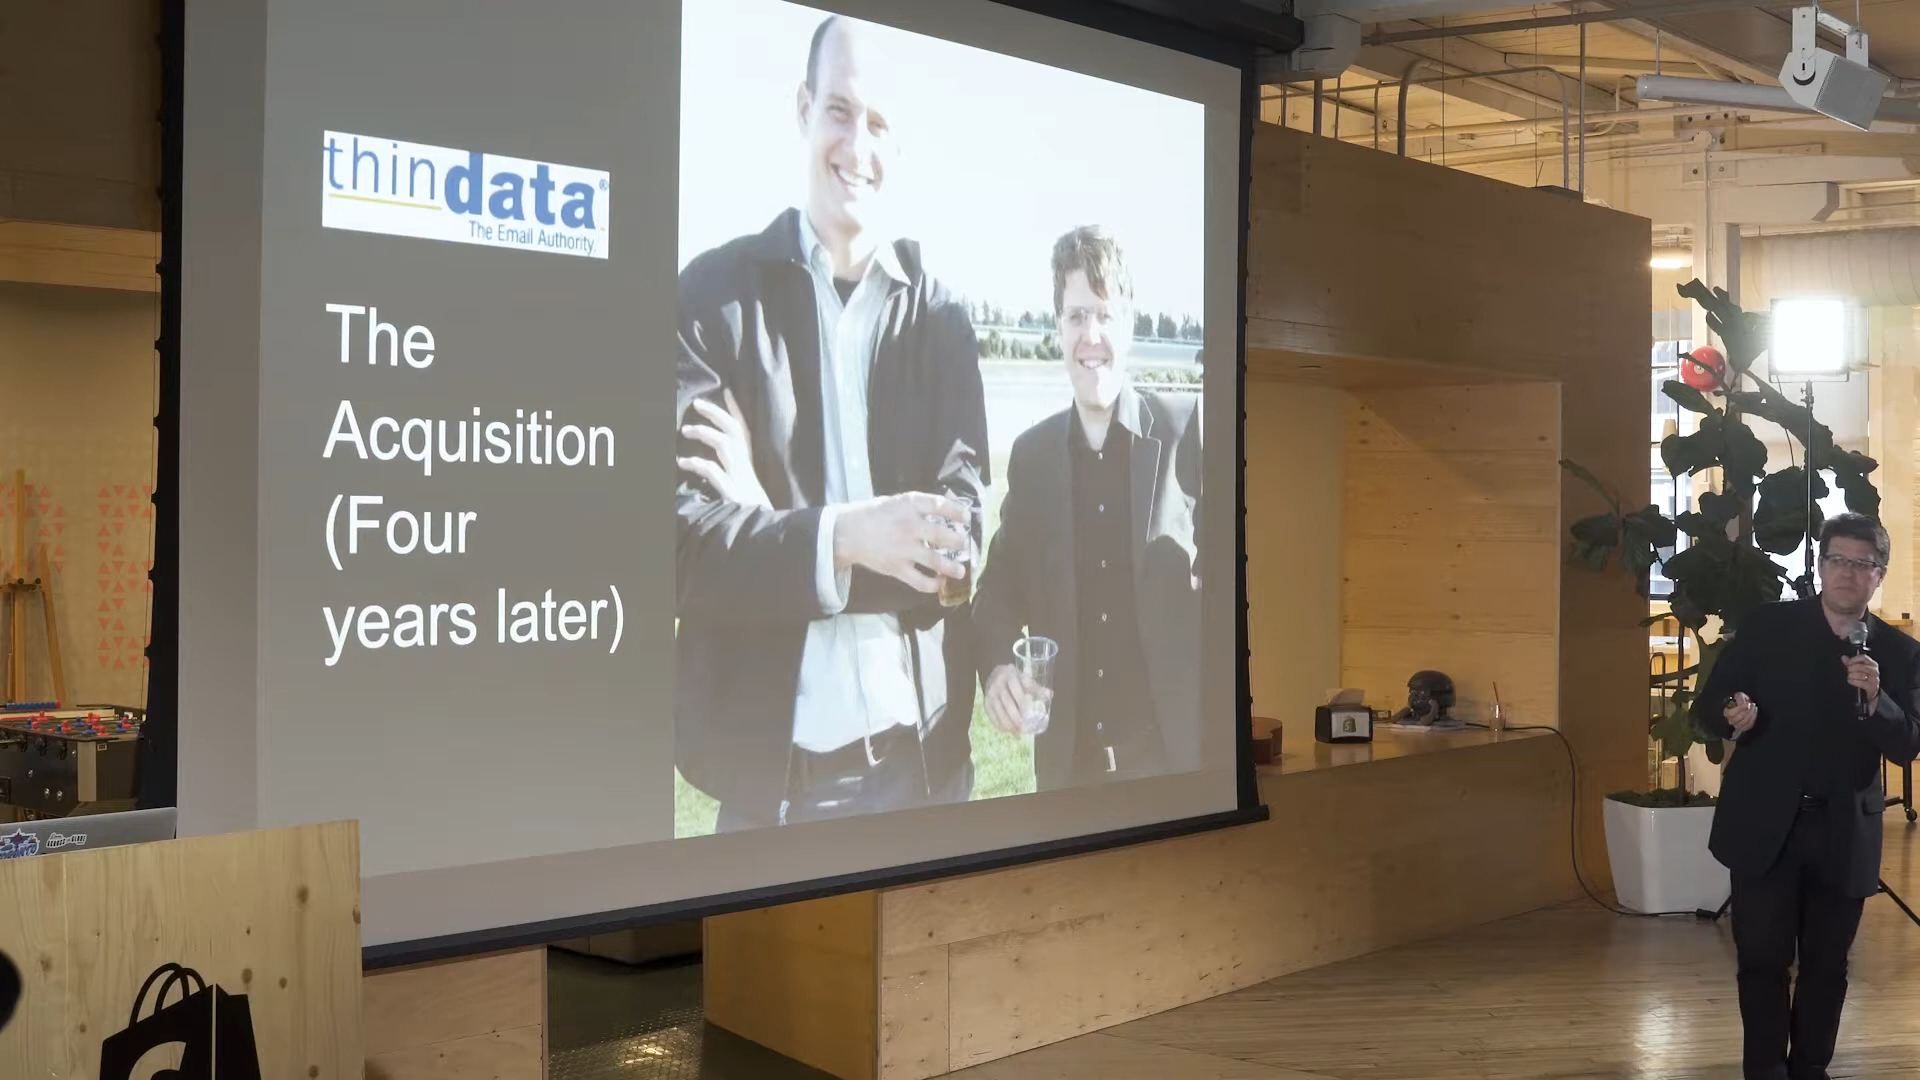 thindata®
The Email Authority.
The
Acquisition
(Four
years later)